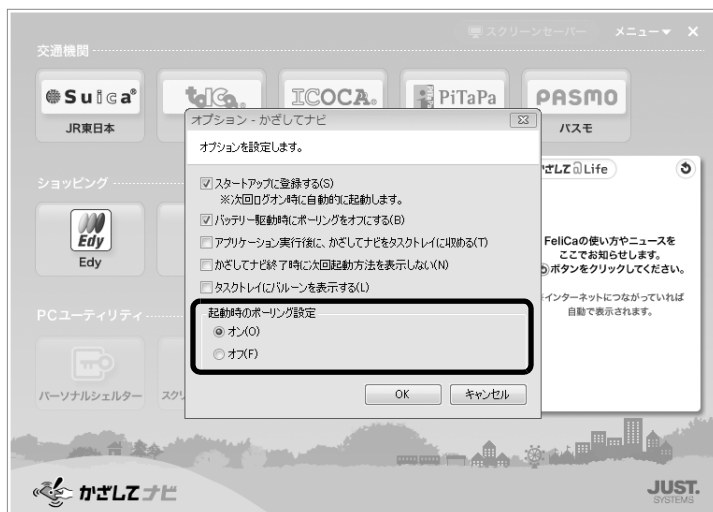 スクリーンセーバー メニュー▼ ×
交通機関
Suica®
toica.
ICOCA.
PiTaPa
PASMO
JR東日本
パスモ
オプション - かざしてナビ
オプションを設定します。
スタートアップに登録する(S)
※次回ログオン時に自動的に起動します。
バッテリー駆動時にポーリングをオフにする(B)
アプリケーション実行後に、かざしてナビをタスクトレイに収める(T)
かざしてナビ終了時に次回起動方法を表示しない(N)
タスクトレイにバルーンを表示する(L)
起動時のポーリング設定
オン(O)
オフ(F)
OK
キャンセル
ショッピング
Edy
Edy
かざして@Life
FeliCaの使い方やニュースを
ここでお知らせします。
ボタンをクリックしてください。
※インターネットにつながっていれば
自動で表示されます。
PCユーティリティ
パーソナルシェルター
スクリ
かざしてナビ
JUST.
SYSTEMS